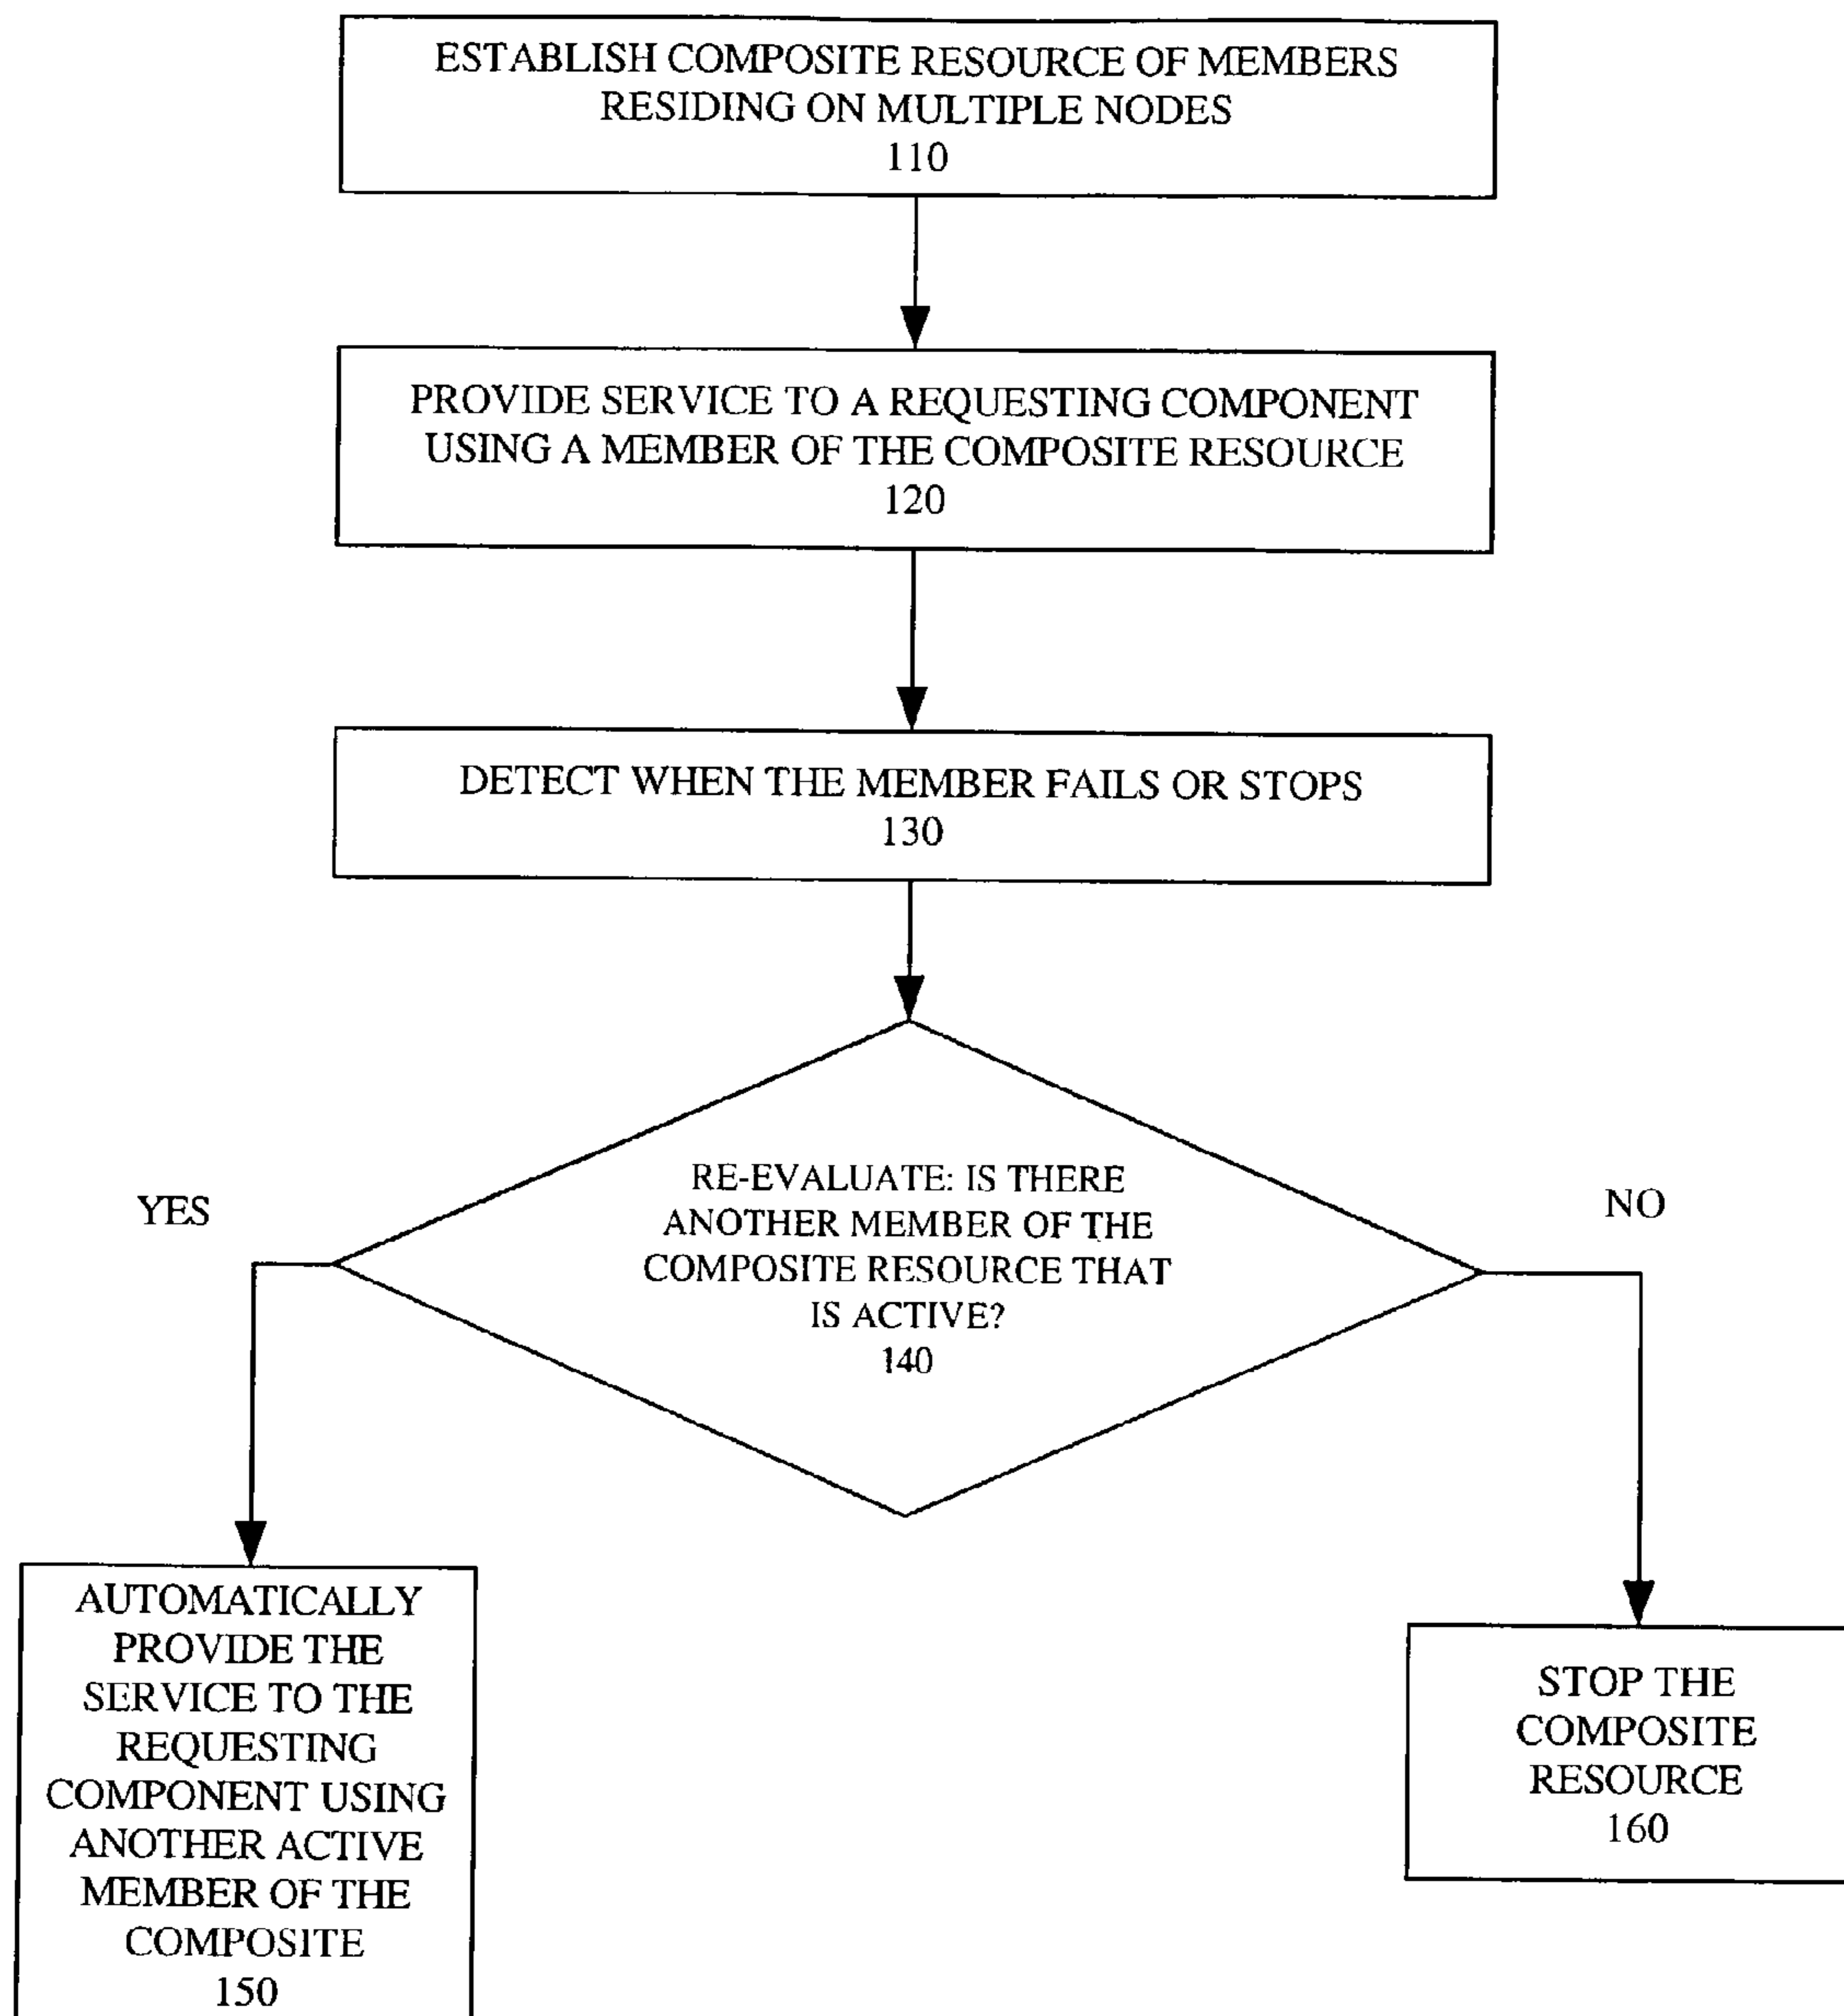 ESTABLISH COMPOSITE RESOURCE OF MEMBERS
RESIDING ON MULTIPLE NODES
110
PROVIDE SERVICE TO A REQUESTING COMPONENT
USING A MEMBER OF THE COMPOSITE RESOURCE
120
DETECT WHEN THE MEMBER FAILS OR STOPS
130
RE-EVALUATE: IS THERE
ANOTHER MEMBER OF THE
COMPOSITE RESOURCE THAT
IS ACTIVE?
140
YES
NO
AUTOMATICALLY
PROVIDE THE
SERVICE TO THE
REQUESTING
COMPONENT USING
ANOTHER ACTIVE
MEMBER OF THE
COMPOSITE
150
STOP THE
COMPOSITE
RESOURCE
160